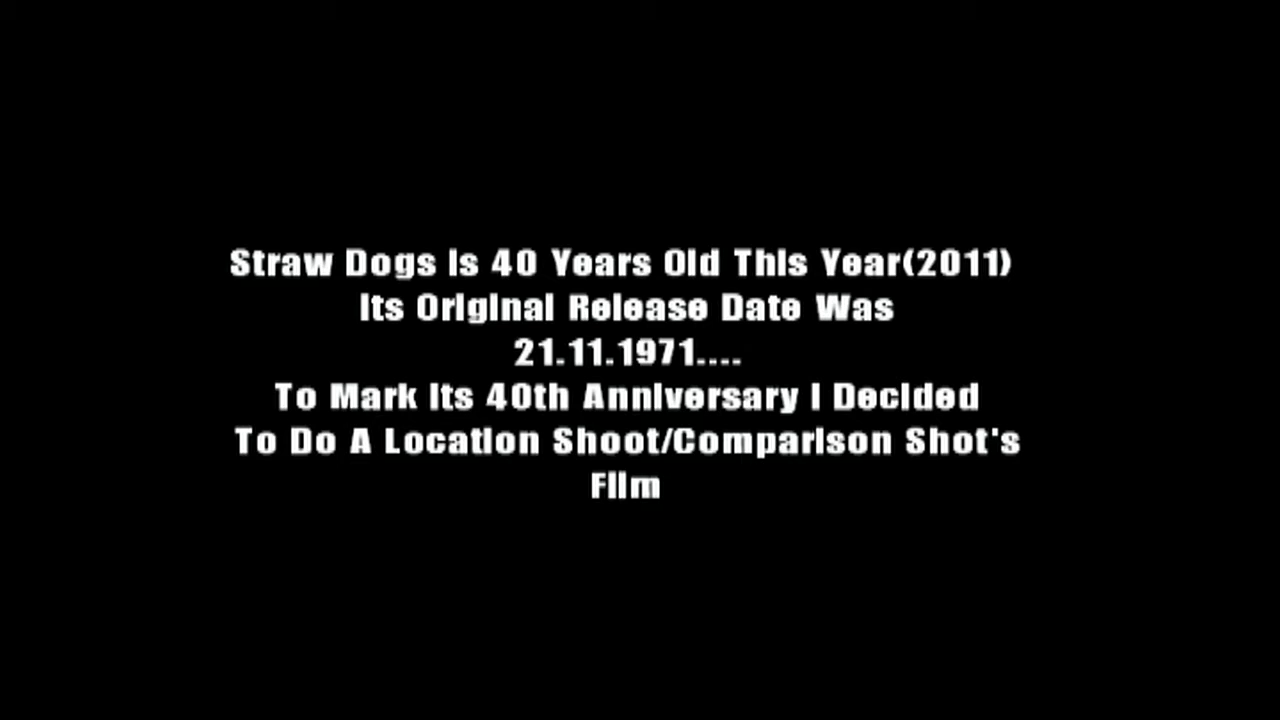 Straw Dogs Is 40 Years Old This Year(2011)
Its Original Release Date Was
21.11.1971....
To Mark Its 40th Anniversary I Decided
To Do A Location Shoot/Comparison Shot's
Film